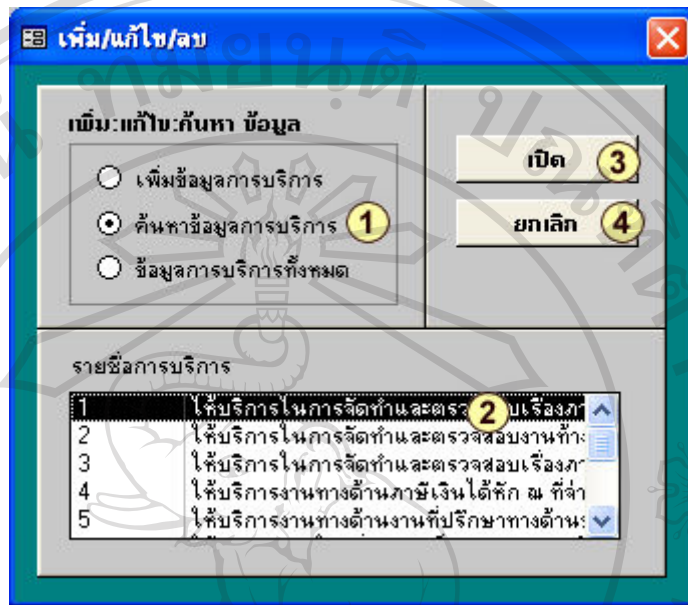 เพิ่ม/แก้ไข/ลบ
เพิ่ม:แก้ไข:ค้นหา ข้อมูล
เพิ่มข้อมูลการบริการ
ค้นหาข้อมูลการบริการ 1
ข้อมูลการบริการทั้งหมด
เปิด 3
ยกเลิก 4
รายชื่อการบริการ
1 ให้บริการในการจัดทำและตรว 2 บเรื่องภา
2 ให้บริการในการจัดทำและตรวจสอบงานทำง
3 ให้บริการในการจัดทำและตรวจสอบเรื่องภา
4 ให้บริการงานทางด้านภาษีเงินได้หัก ณ ที่จ่า
5 ให้บริการงานทางด้านงานที่ปรึกษาทางด้าน